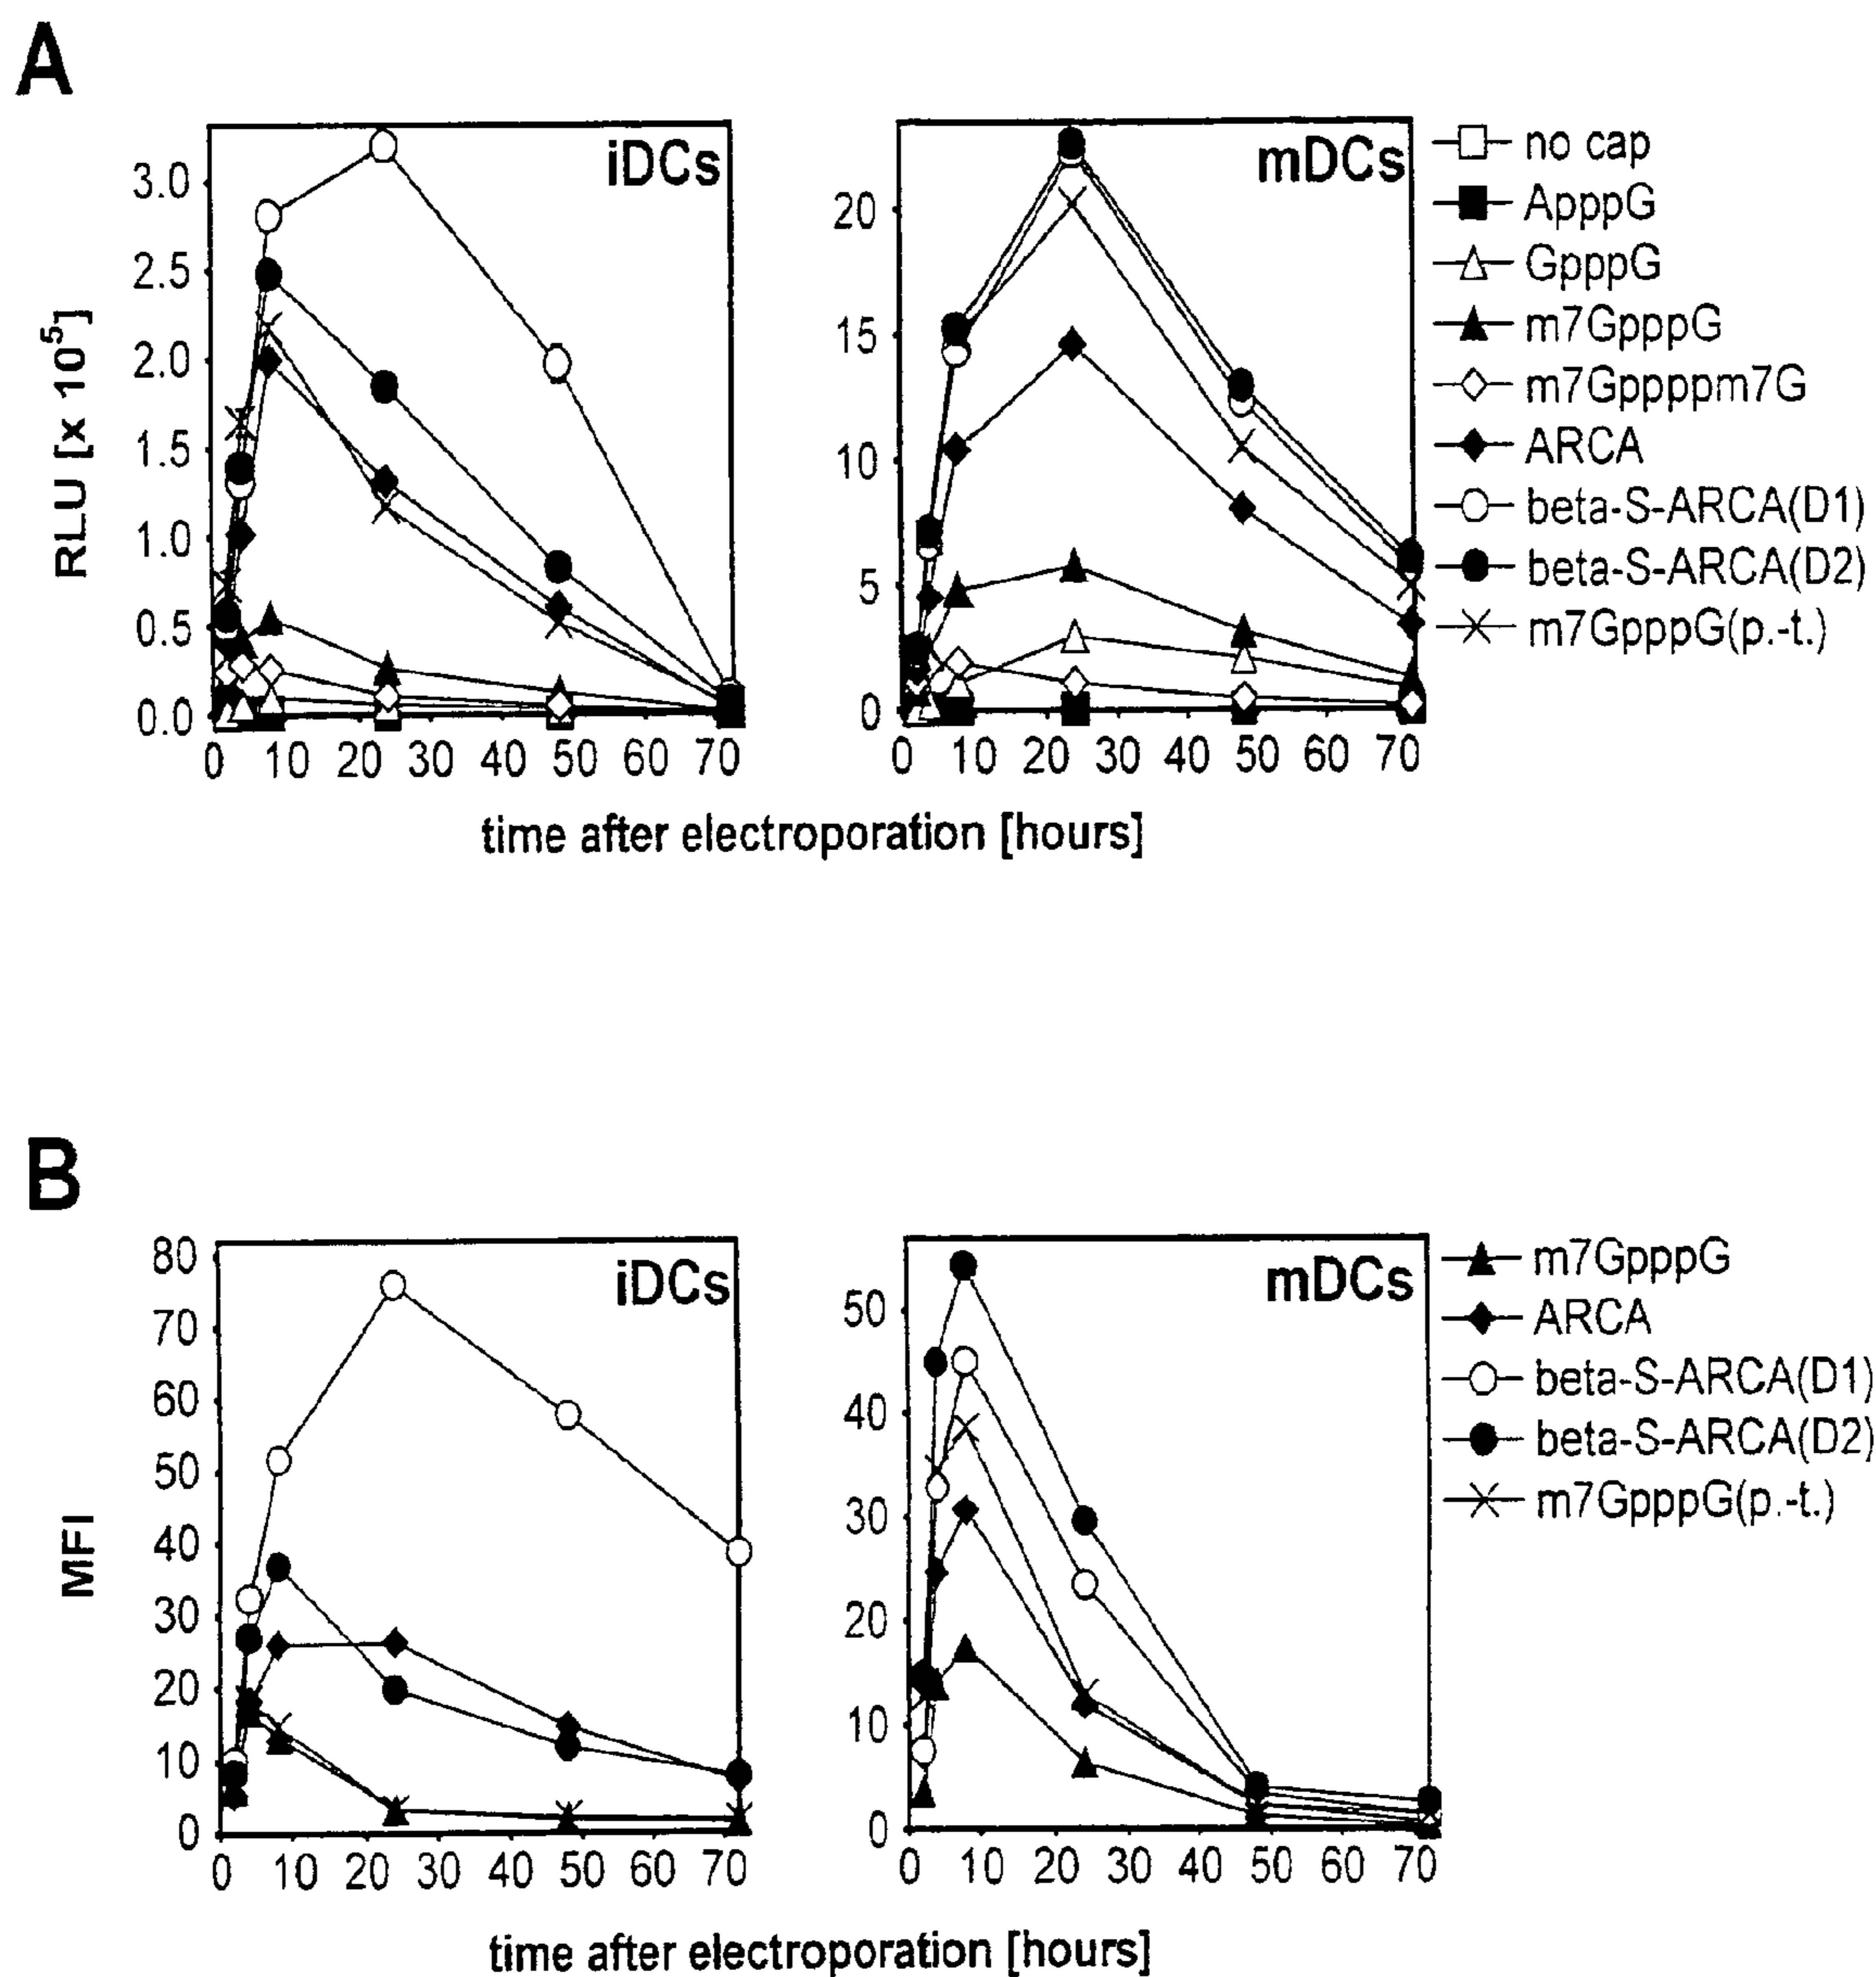 A
iDCs
mDCs
RLU [x 10⁵]
3.0
2.5
2.0
1.5
1.0
0.5
0.0
0 10 20 30 40 50 60 70
20
15
10
5
0
0 10 20 30 40 50 60 70
time after electroporation [hours]
no cap
ApppG
GpppG
m7GpppG
m7Gppppm7G
ARCA
beta-S-ARCA(D1)
beta-S-ARCA(D2)
m7GpppG(p.-t.)
B
iDCs
mDCs
MFI
80
70
60
50
40
30
20
10
0
0 10 20 30 40 50 60 70
50
40
30
20
10
0
0 10 20 30 40 50 60 70
time after electroporation [hours]
m7GpppG
ARCA
beta-S-ARCA(D1)
beta-S-ARCA(D2)
m7GpppG(p.-t.)